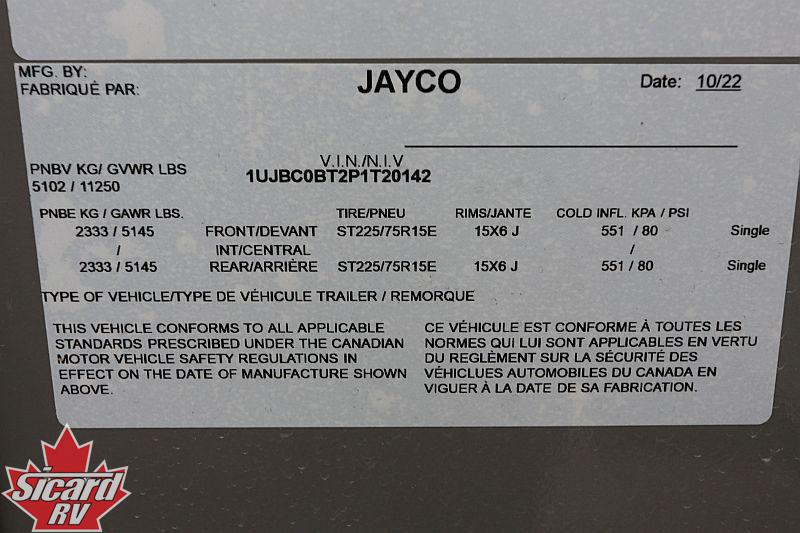 MFG. BY:
FABRIQUÉ PAR:
JAYCO
Date: 10/22
PNBV KG/ GVWR LBS
5102 / 11250
V.I.N./N.I.V
1UJBC0BT2P1T20142
PNBE KG / GAWR LBS. TIRE/PNEU RIMS/JANTE COLD INFL. KPA / PSI
2333 / 5145 FRONT/DEVANT ST225/75R15E 15X6 J 551 / 80 Single
/ INT/CENTRAL /
2333 / 5145 REAR/ARRIÈRE ST225/75R15E 15X6 J 551 / 80 Single
TYPE OF VEHICLE/TYPE DE VÉHICULE TRAILER / REMORQUE
THIS VEHICLE CONFORMS TO ALL APPLICABLE
STANDARDS PRESCRIBED UNDER THE CANADIAN
MOTOR VEHICLE SAFETY REGULATIONS IN
EFFECT ON THE DATE OF MANUFACTURE SHOWN
ABOVE.
CE VÉHICULE EST CONFORME À TOUTES LES
NORMES QUI LUI SONT APPLICABLES EN VERTU
DU REGLÈMENT SUR LA SÉCURITÉ DES
VÉHICLUES AUTOMOBILES DU CANADA EN
VIGUER À LA DATE DE SA FABRICATION.
Sicard
RV